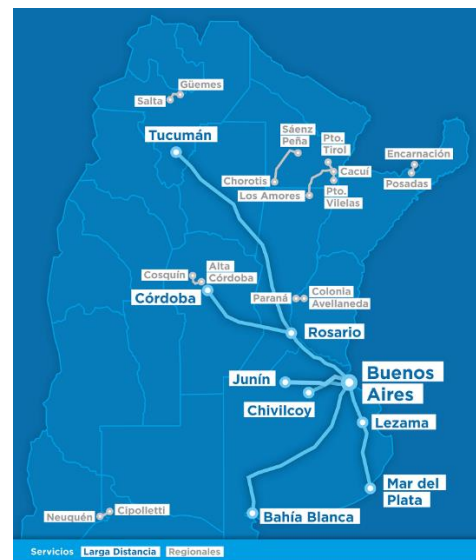 Güemes
Salta
Tucumán
Sáenz
Peña
Pto.
Tirol
Encarnación
Chorotis
Cacuí
Los Amores
Pto.
Vilelas
Posadas
Cosquín
Alta
Córdoba
Córdoba
Paraná
Colonia
Avellaneda
Rosario
Junín
Buenos
Aires
Chivilcoy
Lezama
Mar del
Plata
Bahía Blanca
Cipolletti
Neuquén
Servicios Larga Distancia Regionales